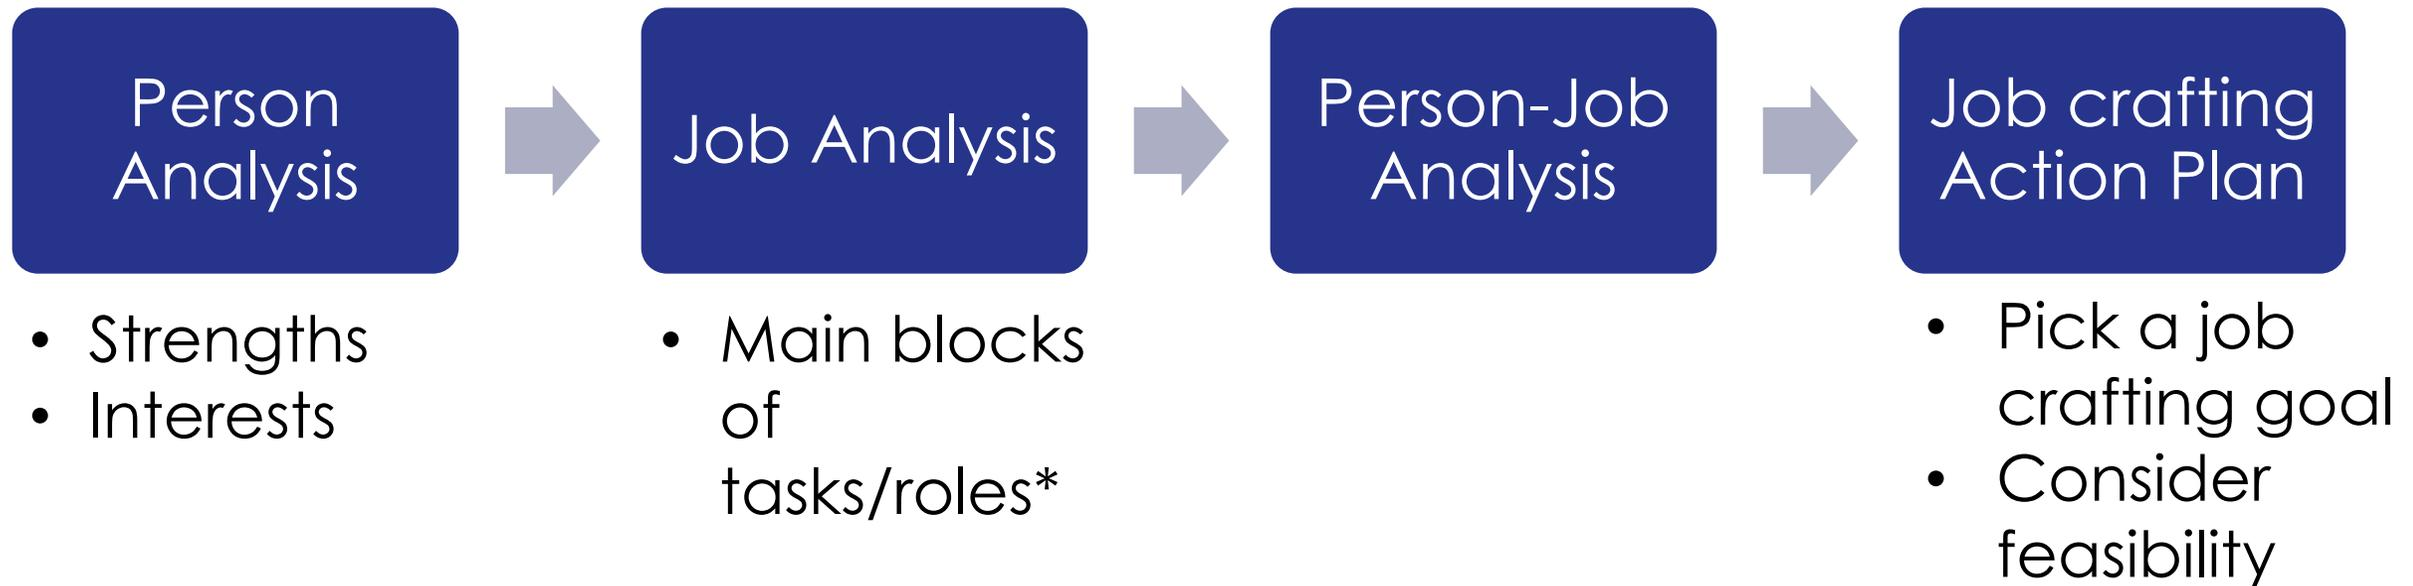 Person
Analysis
Job Analysis
Person-Job
Analysis
Job crafting
Action Plan
• Strengths
• Interests
• Main blocks
of
tasks/roles*
• Pick a job
crafting goal
• Consider
feasibility